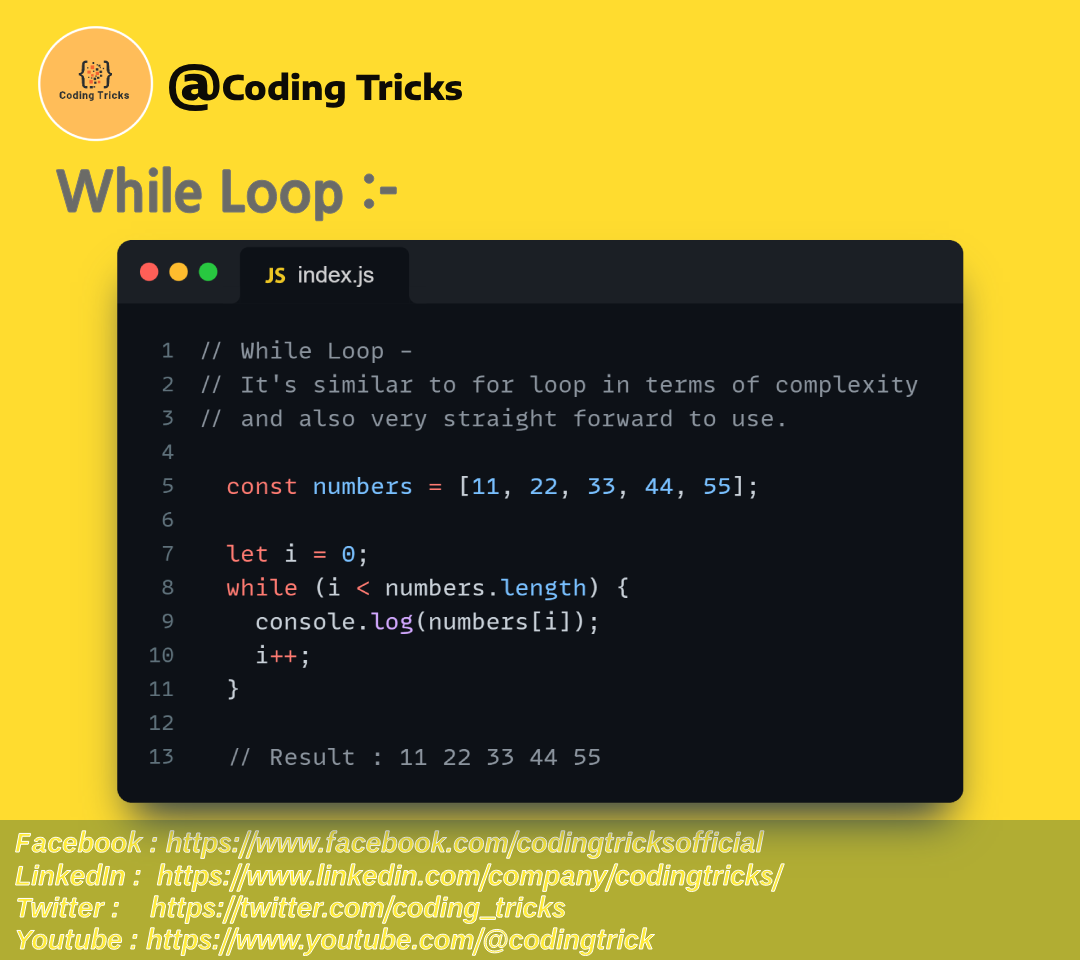 Coding Tricks
@Coding Tricks
While Loop :-
JS index.js
1 // While Loop –
2 // It's similar to for loop in terms of complexity
3 // and also very straight forward to use.
4
5 const numbers = [11, 22, 33, 44, 55];
6
7 let i = 0;
8 while (i < numbers.length) {
9 console.log(numbers[i]);
10 i++;
11 }
12
13 // Result : 11 22 33 44 55
Facebook : https://www.facebook.com/codingtricksofficial
LinkedIn : https://www.linkedin.com/company/codingtricks/
Twitter : https://twitter.com/coding_tricks
Youtube : https://www.youtube.com/@codingtrick